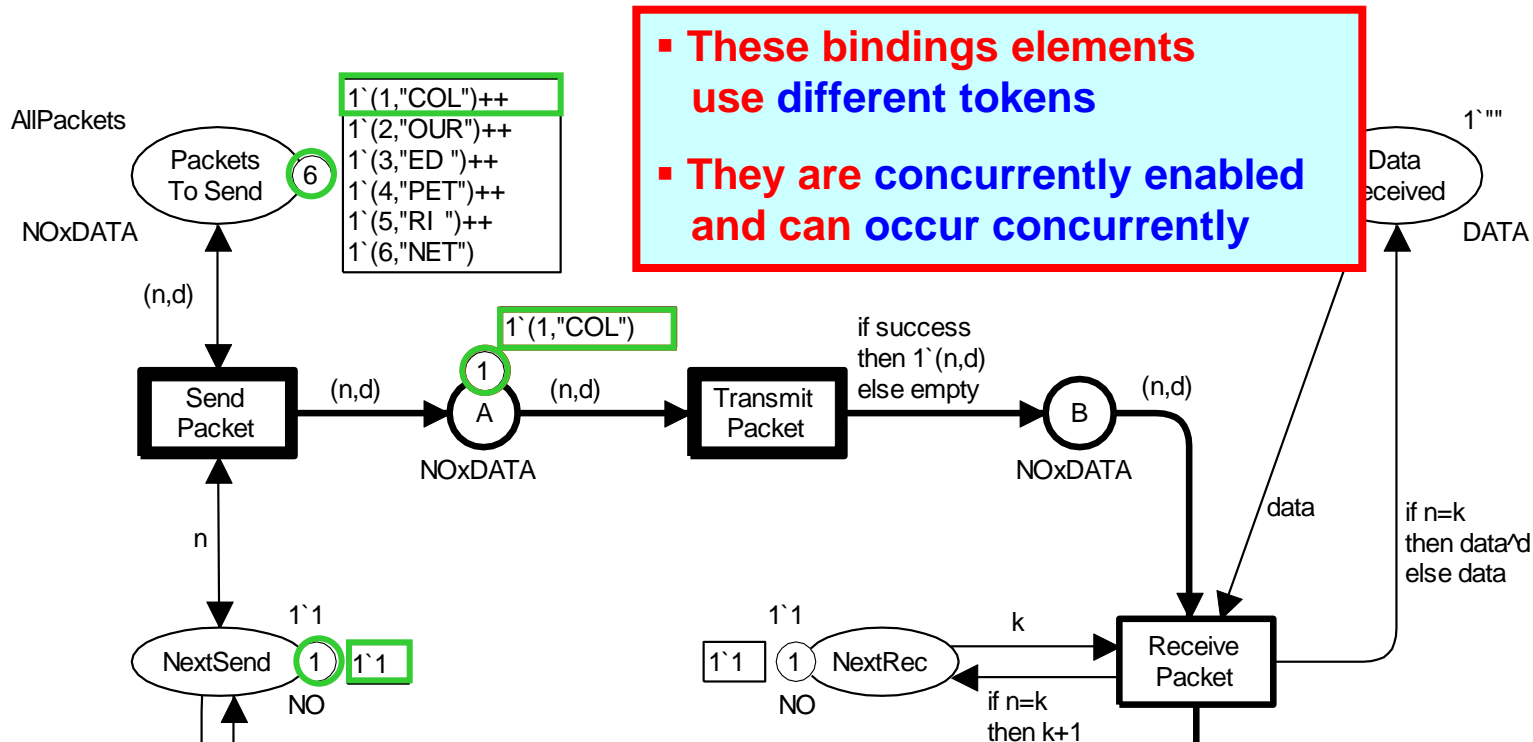 ▪ These bindings elements
use different tokens
▪ They are concurrently enabled
and can occur concurrently
AllPackets
Packets
To Send
6
NOxDATA
1`(1,"COL")++
1`(2,"OUR")++
1`(3,"ED ")++
1`(4,"PET")++
1`(5,"RI ")++
1`(6,"NET")
1`""
Data
eceived
DATA
(n,d)
1`(1,"COL")
1
Send
Packet
(n,d)
A
NOxDATA
(n,d)
Transmit
Packet
if success
then 1`(n,d)
else empty
B
NOxDATA
(n,d)
data
if n=k
then data^d
else data
n
1`1
NextSend
1
1`1
NO
1`1
1`1
1
NextRec
NO
k
if n=k
then k+1
Receive
Packet